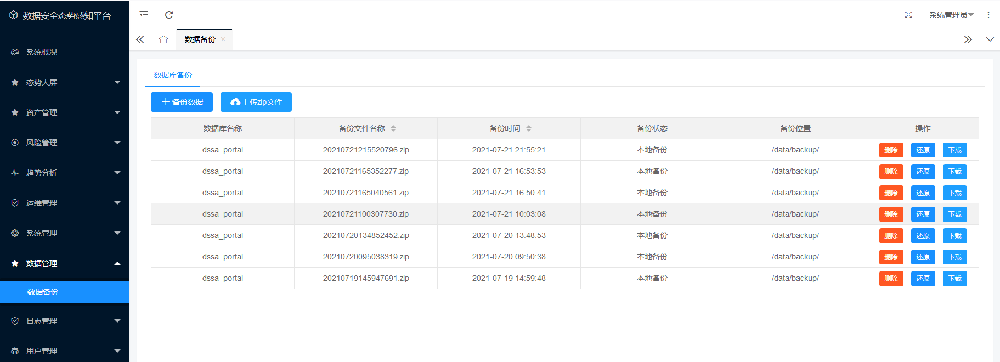 数据安全态势感知平台
系统管理员
数据备份
系统概况
态势大屏
资产管理
风险管理
趋势分析
运维管理
系统管理
数据管理
数据备份
日志管理
用户管理
数据库备份
备份数据 上传zip文件
数据库名称 备份文件名称 备份时间 备份状态 备份位置 操作
dssa_portal 20210721215520796.zip 2021-07-21 21:55:21 本地备份 /data/backup/ 删除 还原 下载
dssa_portal 20210721165352277.zip 2021-07-21 16:53:53 本地备份 /data/backup/ 删除 还原 下载
dssa_portal 20210721165040561.zip 2021-07-21 16:50:41 本地备份 /data/backup/ 删除 还原 下载
dssa_portal 20210721100307730.zip 2021-07-21 10:03:08 本地备份 /data/backup/ 删除 还原 下载
dssa_portal 20210720134852452.zip 2021-07-20 13:48:53 本地备份 /data/backup/ 删除 还原 下载
dssa_portal 20210720095038319.zip 2021-07-20 09:50:38 本地备份 /data/backup/ 删除 还原 下载
dssa_portal 20210719145947691.zip 2021-07-19 14:59:48 本地备份 /data/backup/ 删除 还原 下载